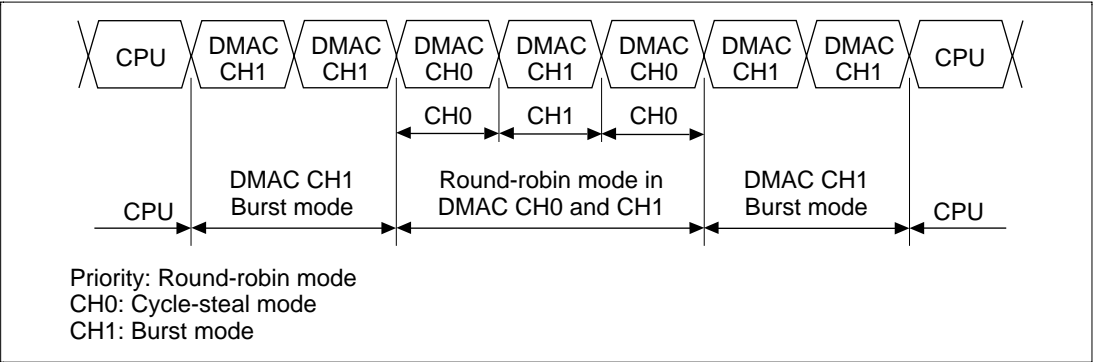 CPU DMAC CH1 DMAC CH1 DMAC CH0 DMAC CH1 DMAC CH0 DMAC CH1 DMAC CH1 CPU
CH0 CH1 CH0
DMAC CH1
Burst mode
Round-robin mode in
DMAC CH0 and CH1
DMAC CH1
Burst mode
CPU
CPU
Priority: Round-robin mode
CH0: Cycle-steal mode
CH1: Burst mode